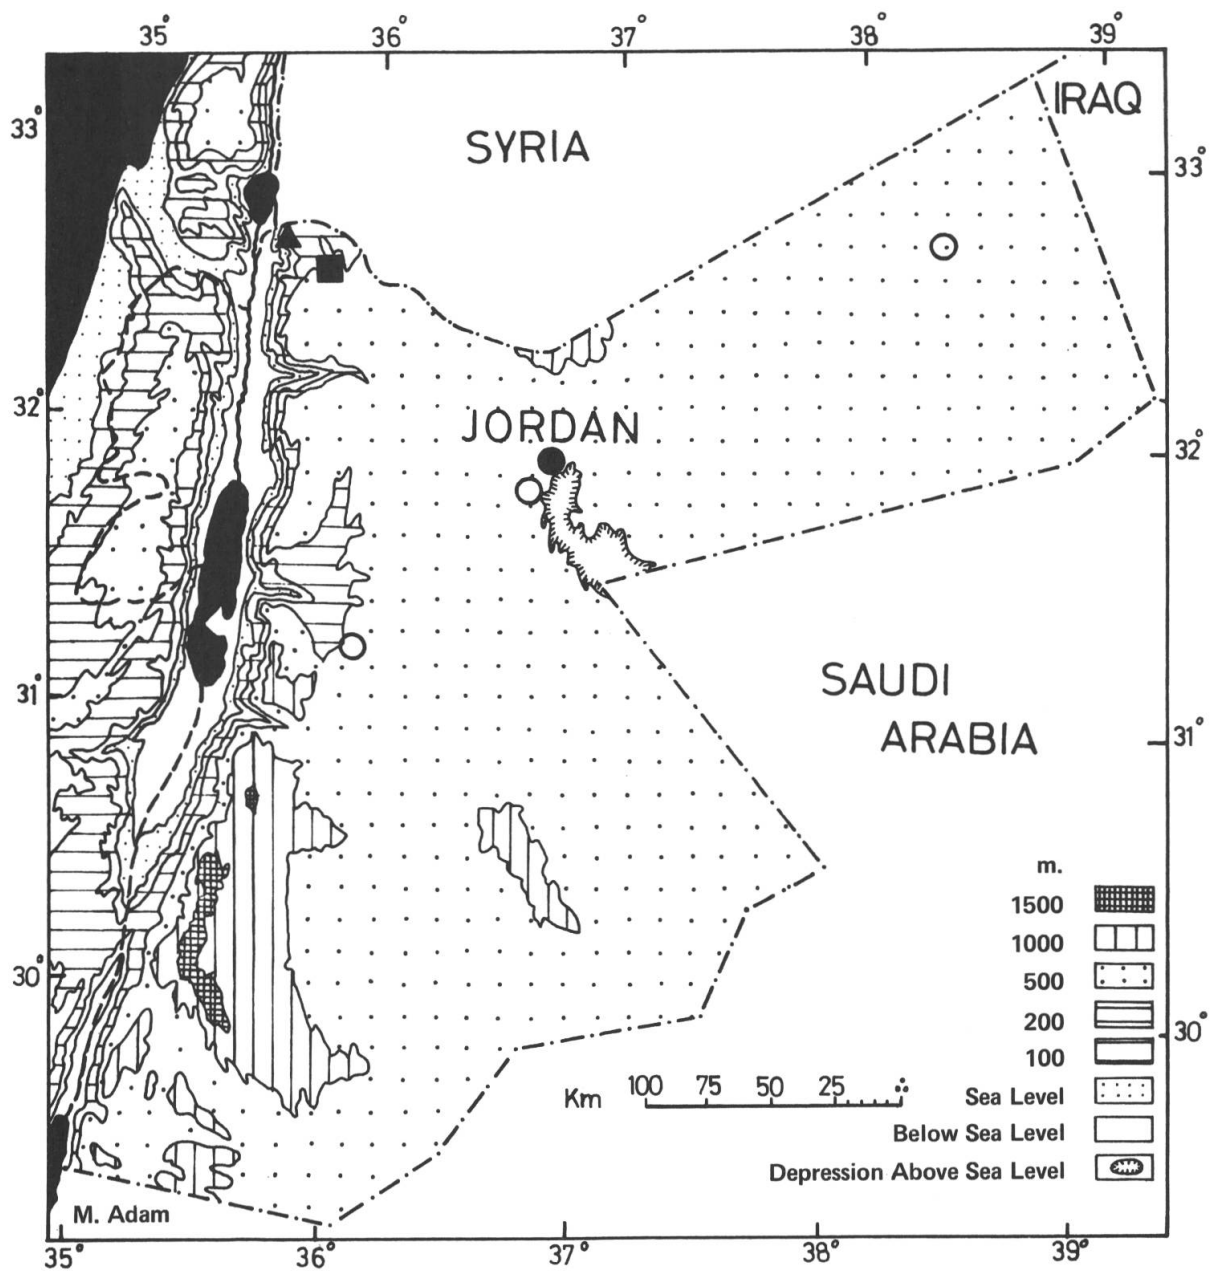 35° 36° 37° 38° 39°
33°
IRAQ
SYRIA
33°
32°
JORDAN
32°
31°
SAUDI
ARABIA
31°
m.
1500
1000
30°
500
200
30°
100
Km 100 75 50 25
Sea Level
Below Sea Level
Depression Above Sea Level
M. Adam
35° 36° 37° 38° 39°